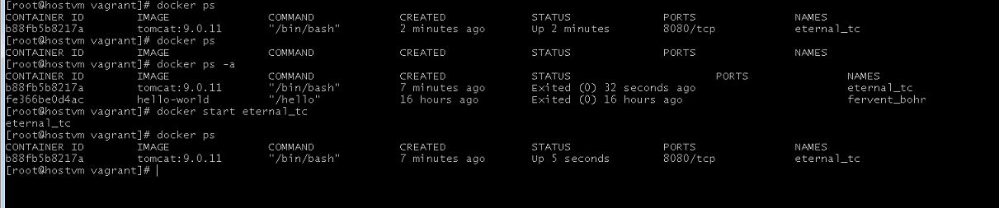 [root@hostvm vagrant]# docker ps
CONTAINER ID IMAGE COMMAND CREATED STATUS PORTS NAMES
b88fb5b8217a tomcat:9.0.11 "/bin/bash" 2 minutes ago Up 2 minutes 8080/tcp eternal_tc
[root@hostvm vagrant]# docker ps
CONTAINER ID IMAGE COMMAND CREATED STATUS PORTS NAMES
[root@hostvm vagrant]# docker ps -a
CONTAINER ID IMAGE COMMAND CREATED STATUS PORTS NAMES
b88fb5b8217a tomcat:9.0.11 "/bin/bash" 7 minutes ago Exited (0) 32 seconds ago eternal_tc
fe366be0d4ac hello-world "/hello" 16 hours ago Exited (0) 16 hours ago fervent_bohr
[root@hostvm vagrant]# docker start eternal_tc
eternal_tc
[root@hostvm vagrant]# docker ps
CONTAINER ID IMAGE COMMAND CREATED STATUS PORTS NAMES
b88fb5b8217a tomcat:9.0.11 "/bin/bash" 7 minutes ago Up 5 seconds 8080/tcp eternal_tc
[root@hostvm vagrant]#